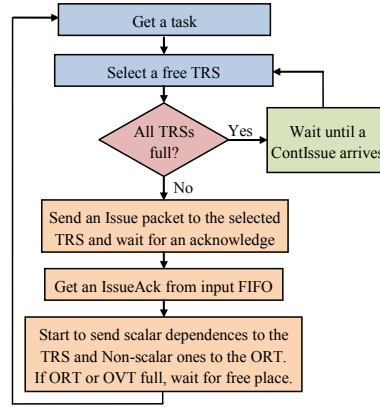 Get a task
Select a free TRS
All TRSs
full?
Yes
Wait until a
ContIssue arrives
No
Send an Issue packet to the selected
TRS and wait for an acknowledge
Get an IssueAck from input FIFO
Start to send scalar dependences to the
TRS and Non-scalar ones to the ORT.
If ORT or OVT full, wait for free place.